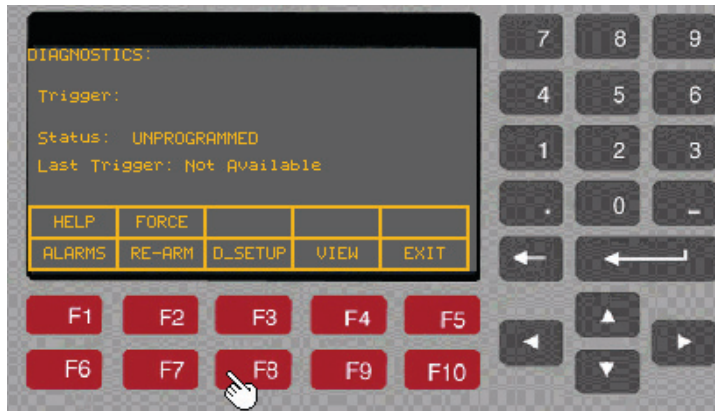 DIAGNOSTICS:
Trigger:
Status: UNPROGRAMMED
Last Trigger: Not Available
HELP FORCE
ALARMS RE-ARM D_SETUP VIEW EXIT
F1 F2 F3 F4 F5
F6 F7 F8 F9 F10
7 8 9
4 5 6
1 2 3
. 0 –